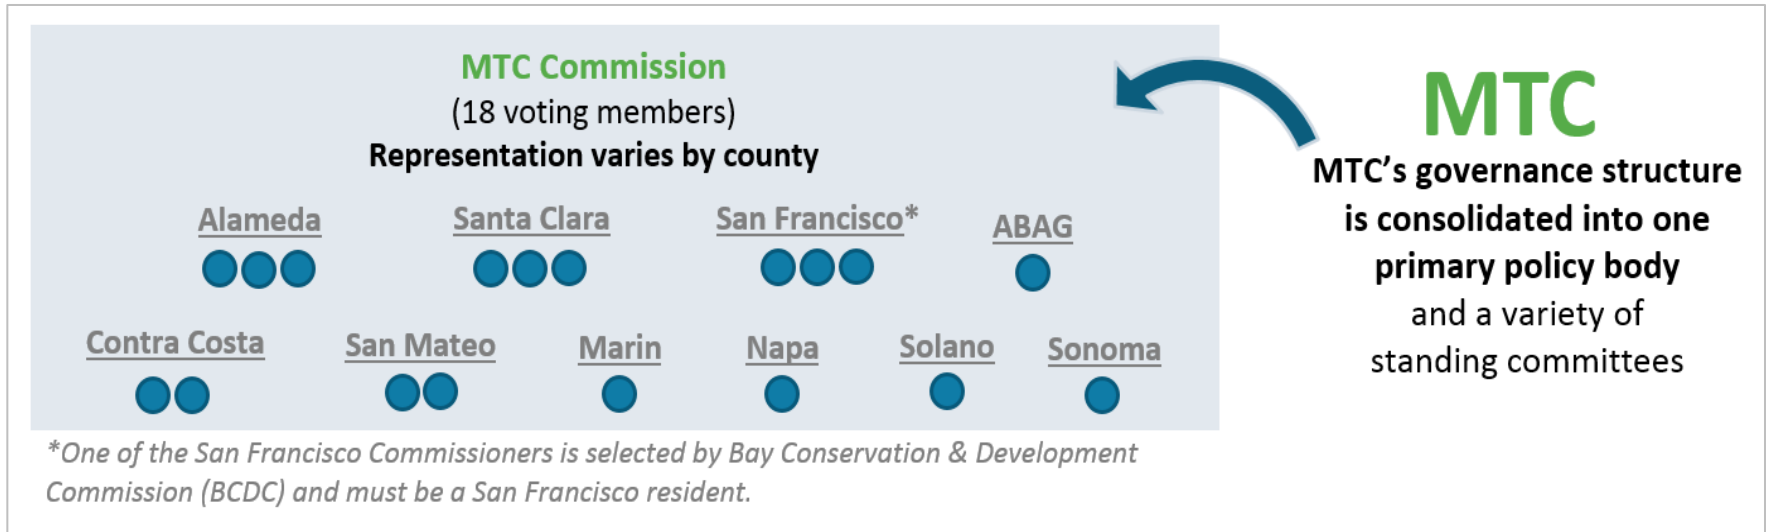 MTC Commission
(18 voting members)
Representation varies by county
Alameda
Santa Clara
San Francisco*
ABAG
Contra Costa
San Mateo
Marin
Napa
Solano
Sonoma
*One of the San Francisco Commissioners is selected by Bay Conservation & Development
Commission (BCDC) and must be a San Francisco resident.
MTC
MTC’s governance structure
is consolidated into one
primary policy body
and a variety of
standing committees